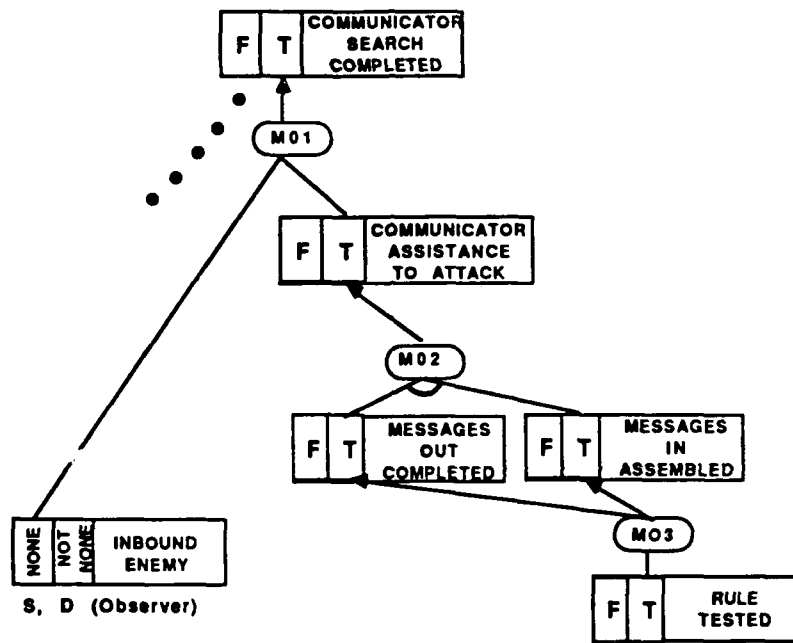 F T COMMUNICATOR
SEARCH
COMPLETED
M01
F T COMMUNICATOR
ASSISTANCE
TO ATTACK
M02
F T MESSAGES
OUT
COMPLETED
F T MESSAGES
IN
ASSEMBLED
MO3
NONE
NOT
NONE
INBOUND
ENEMY
S, D (Observer)
F T RULE
TESTED